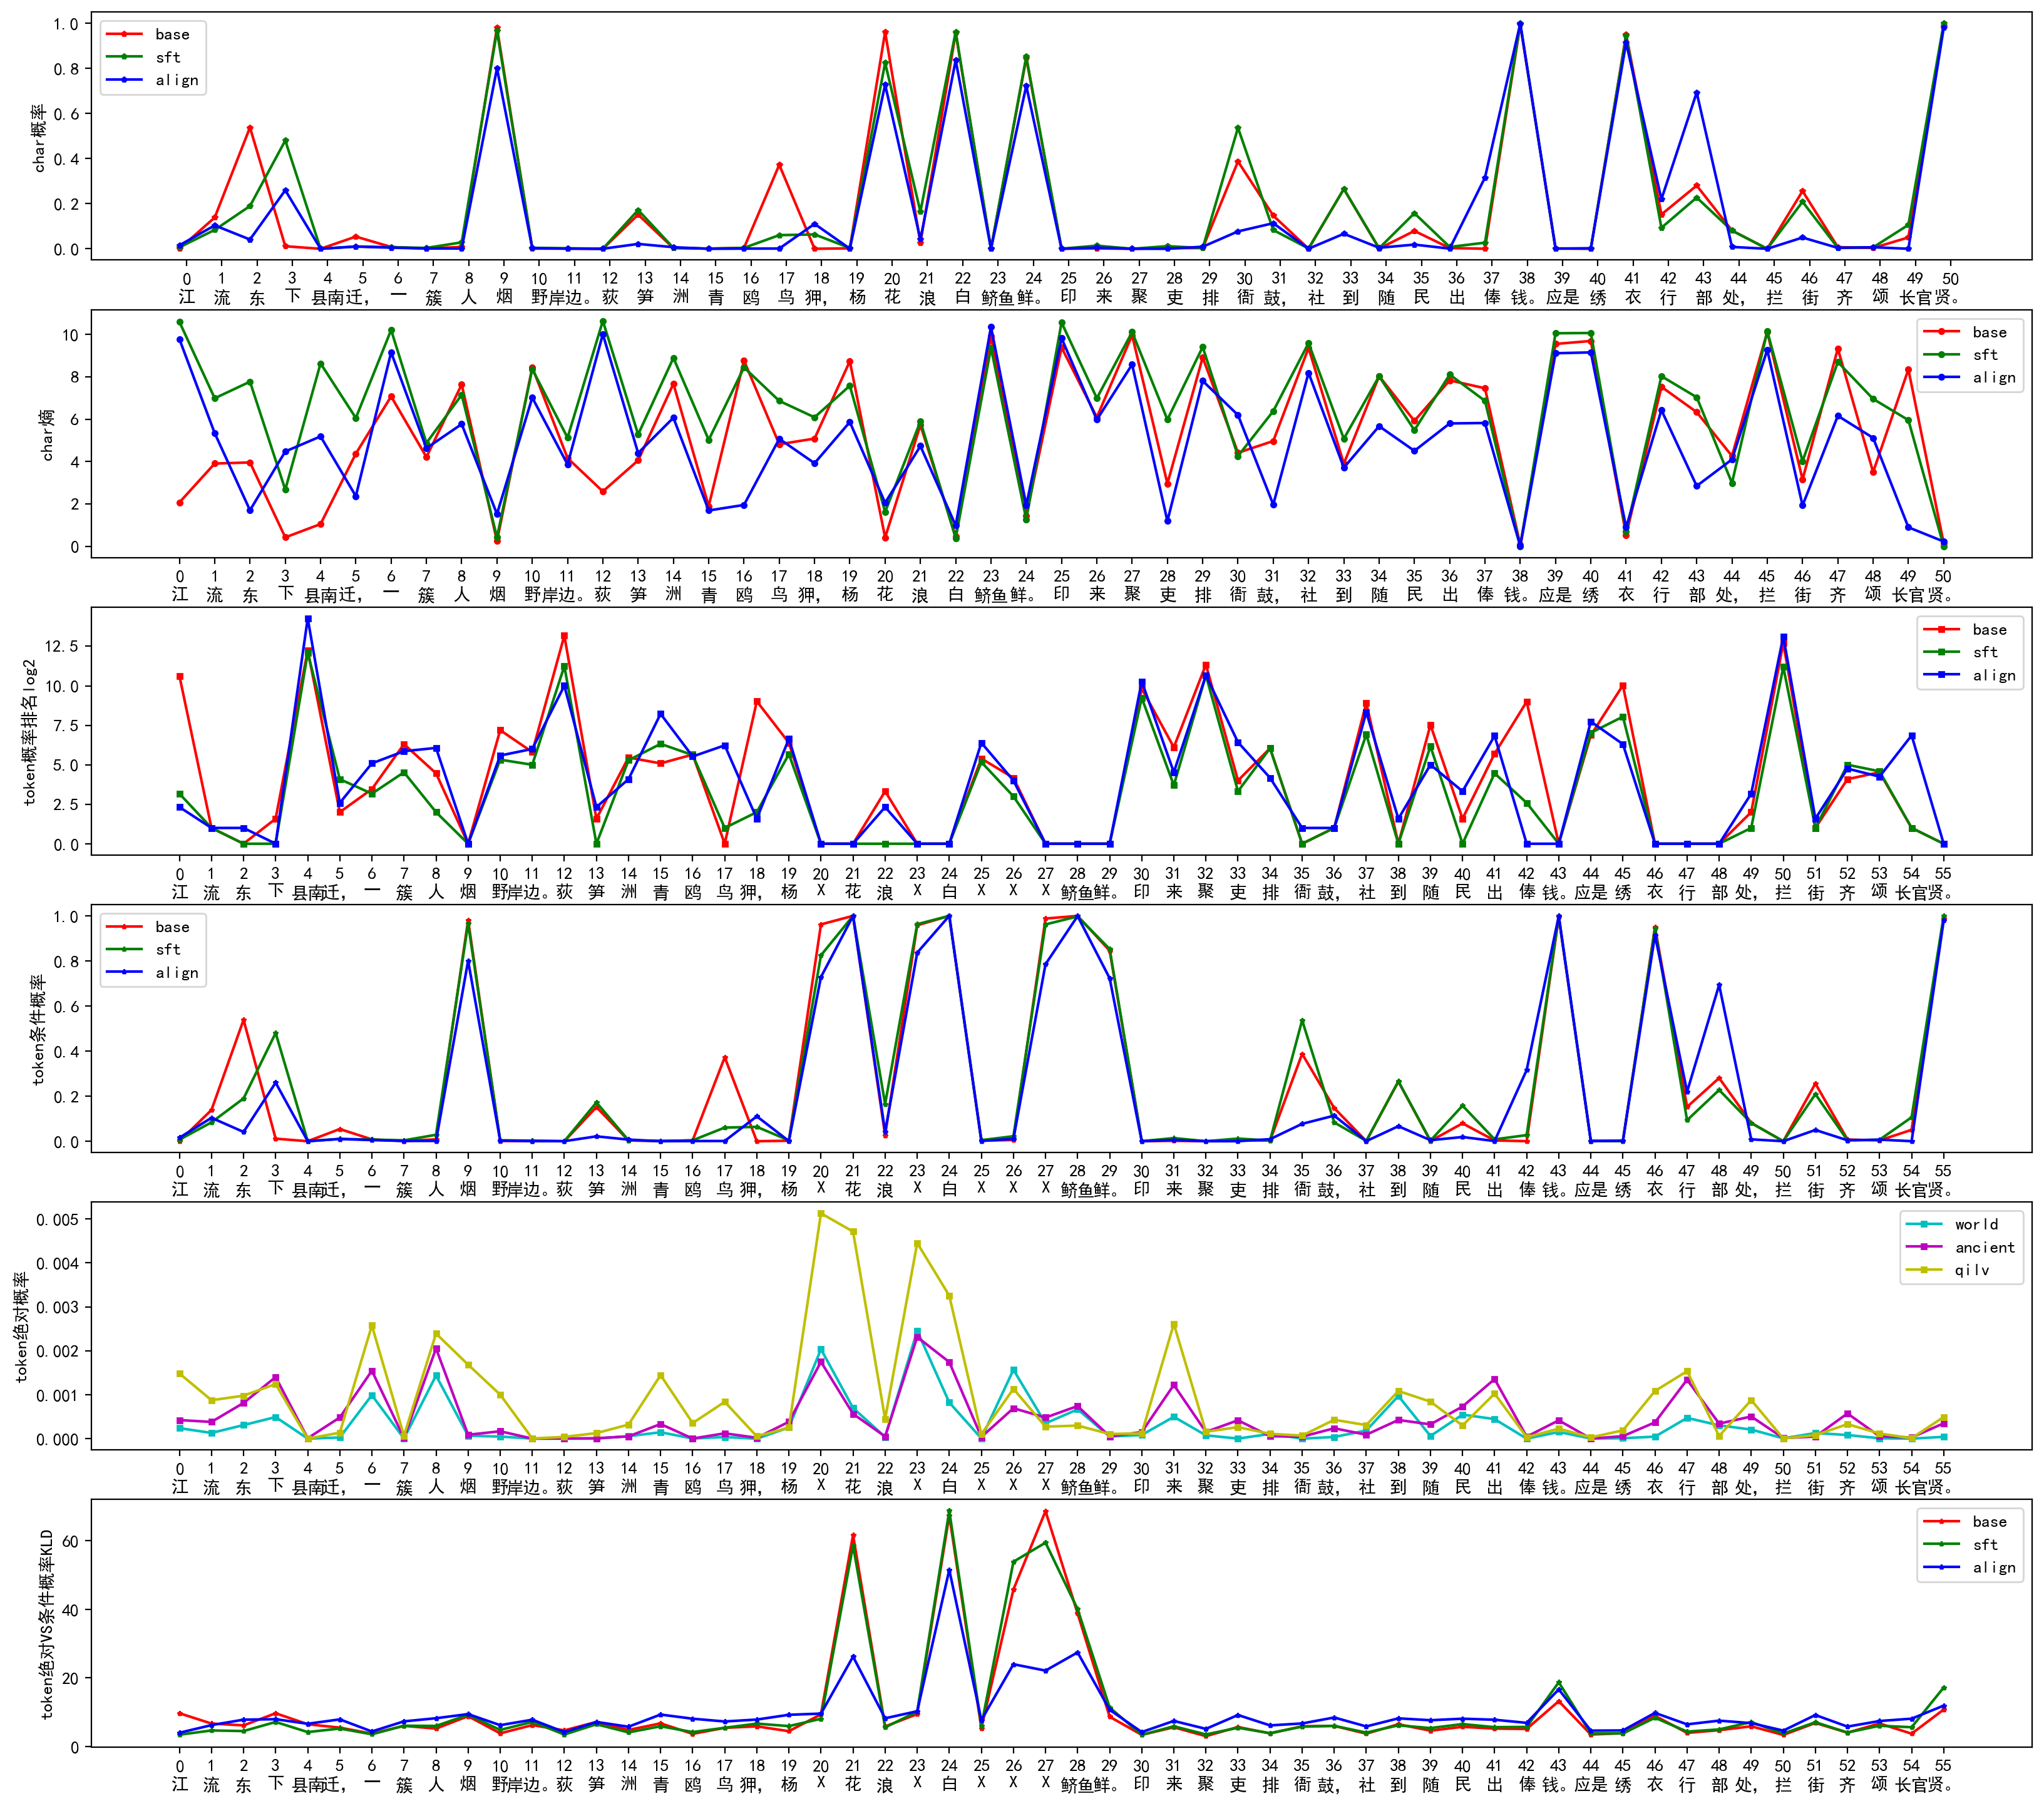 char概率
1.0
0.8
0.6
0.4
0.2
0.0
base
sft
align
0 1 2 3 4 5 6 7 8 9 10 11 12 13 14 15 16 17 18 19 20 21 22 23 24 25 26 27 28 29 30 31 32 33 34 35 36 37 38 39 40 41 42 43 44 45 46 47 48 49 50
江 流 东 下 县南迁, 一 簇 人 烟 野岸边。荻 笋 洲 青 鸥 鸟 狎, 杨 花 浪 白 鲚鱼鲜。 印 来 聚 吏 排 衙 鼓, 社 到 随 民 出 俸 钱。应是 绣 衣 行 部 处, 拦 街 齐 颂 长官贤。
char熵
10
8
6
4
2
0
base
sft
align
0 1 2 3 4 5 6 7 8 9 10 11 12 13 14 15 16 17 18 19 20 21 22 23 24 25 26 27 28 29 30 31 32 33 34 35 36 37 38 39 40 41 42 43 44 45 46 47 48 49 50
江 流 东 下 县南迁, 一 簇 人 烟 野岸边。荻 笋 洲 青 鸥 鸟 狎, 杨 花 浪 白 鲚鱼鲜。 印 来 聚 吏 排 衙 鼓, 社 到 随 民 出 俸 钱。应是 绣 衣 行 部 处, 拦 街 齐 颂 长官贤。
token概率排名log2
12.5
10.0
7.5
5.0
2.5
0.0
base
sft
align
0 1 2 3 4 5 6 7 8 9 10 11 12 13 14 15 16 17 18 19 20 21 22 23 24 25 26 27 28 29 30 31 32 33 34 35 36 37 38 39 40 41 42 43 44 45 46 47 48 49 50 51 52 53 54 55
江 流 东 下 县南迁, 一 簇 人 烟 野岸边。荻 笋 洲 青 鸥 鸟 狎, 杨 X 花 浪 X 白 X X X 鲚鱼鲜。 印 来 聚 吏 排 衙 鼓, 社 到 随 民 出 俸 钱。应是 绣 衣 行 部 处, 拦 街 齐 颂 长官贤。
token条件概率
1.0
0.8
0.6
0.4
0.2
0.0
base
sft
align
0 1 2 3 4 5 6 7 8 9 10 11 12 13 14 15 16 17 18 19 20 21 22 23 24 25 26 27 28 29 30 31 32 33 34 35 36 37 38 39 40 41 42 43 44 45 46 47 48 49 50 51 52 53 54 55
江 流 东 下 县南迁, 一 簇 人 烟 野岸边。荻 笋 洲 青 鸥 鸟 狎, 杨 X 花 浪 X 白 X X X 鲚鱼鲜。 印 来 聚 吏 排 衙 鼓, 社 到 随 民 出 俸 钱。应是 绣 衣 行 部 处, 拦 街 齐 颂 长官贤。
token绝对概率
0.005
0.004
0.003
0.002
0.001
0.000
world
ancient
qilv
0 1 2 3 4 5 6 7 8 9 10 11 12 13 14 15 16 17 18 19 20 21 22 23 24 25 26 27 28 29 30 31 32 33 34 35 36 37 38 39 40 41 42 43 44 45 46 47 48 49 50 51 52 53 54 55
江 流 东 下 县南迁, 一 簇 人 烟 野岸边。荻 笋 洲 青 鸥 鸟 狎, 杨 X 花 浪 X 白 X X X 鲚鱼鲜。 印 来 聚 吏 排 衙 鼓, 社 到 随 民 出 俸 钱。应是 绣 衣 行 部 处, 拦 街 齐 颂 长官贤。
token绝对VS条件概率KLD
60
40
20
0
base
sft
align
0 1 2 3 4 5 6 7 8 9 10 11 12 13 14 15 16 17 18 19 20 21 22 23 24 25 26 27 28 29 30 31 32 33 34 35 36 37 38 39 40 41 42 43 44 45 46 47 48 49 50 51 52 53 54 55
江 流 东 下 县南迁, 一 簇 人 烟 野岸边。荻 笋 洲 青 鸥 鸟 狎, 杨 X 花 浪 X 白 X X X 鲚鱼鲜。 印 来 聚 吏 排 衙 鼓, 社 到 随 民 出 俸 钱。应是 绣 衣 行 部 处, 拦 街 齐 颂 长官贤。